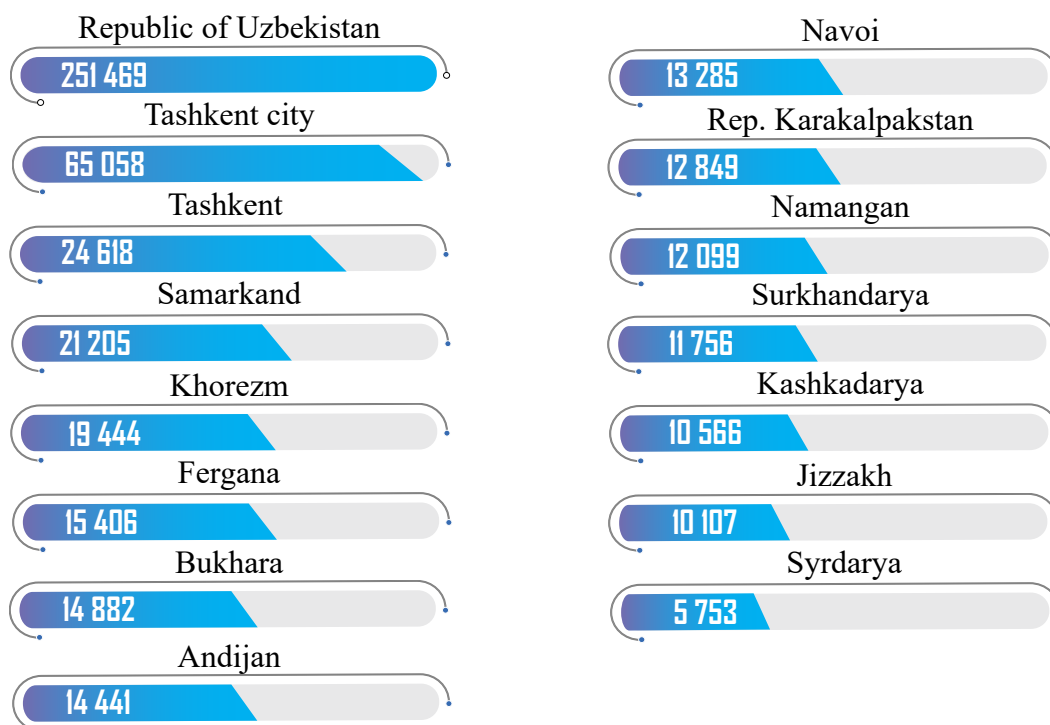 Republic of Uzbekistan
251 469
Tashkent city
65 058
Tashkent
24 618
Samarkand
21 205
Khorezm
19 444
Fergana
15 406
Bukhara
14 882
Andijan
14 441
Navoi
13 285
Rep. Karakalpakstan
12 849
Namangan
12 099
Surkhandarya
11 756
Kashkadarya
10 566
Jizzakh
10 107
Syrdarya
5 753